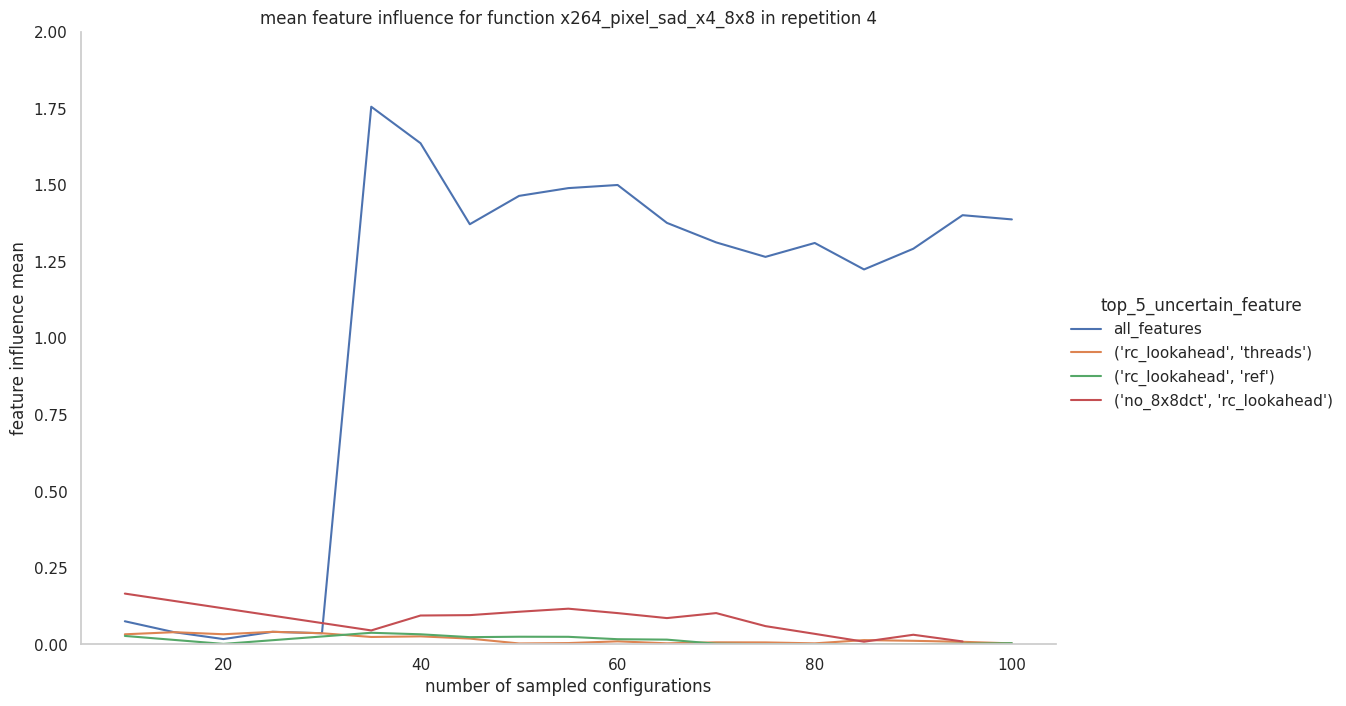 mean feature influence for function x264_pixel_sad_x4_8x8 in repetition 4
2.00
1.75
1.50
1.25
1.00
0.75
0.50
0.25
0.00
feature influence mean
20
40
60
80
100
number of sampled configurations
top_5_uncertain_feature
all_features
('rc_lookahead', 'threads')
('rc_lookahead', 'ref')
('no_8x8dct', 'rc_lookahead')